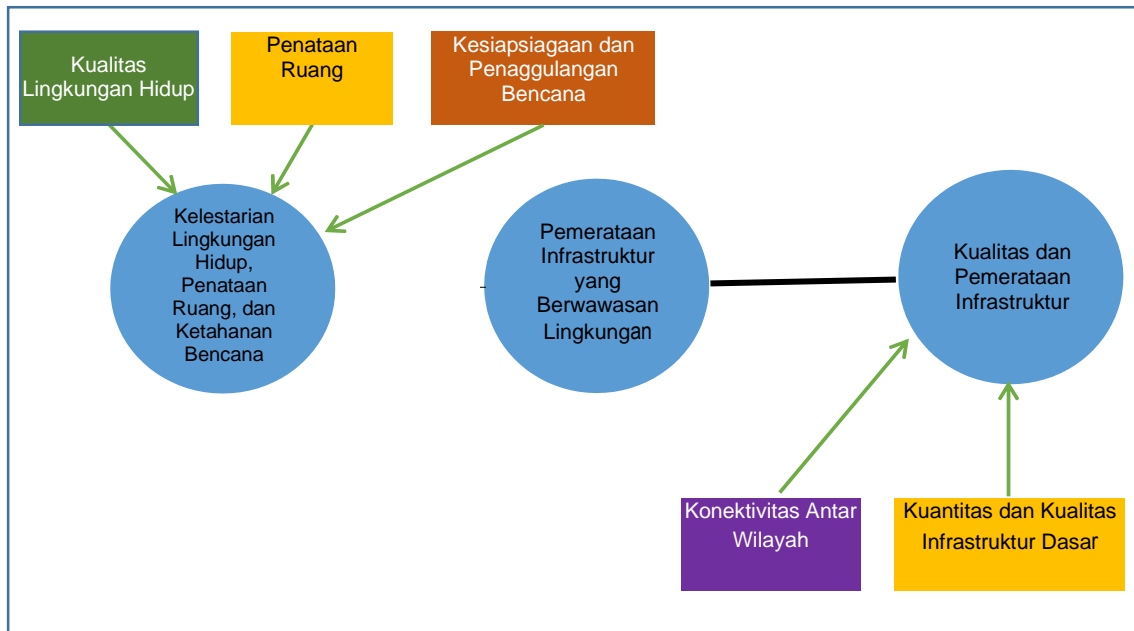 Kualitas
Lingkungan Hidup
Penataan
Ruang
Kesiapsiagaan dan
Penaggulangan
Bencana
Kelestarian
Lingkungan
Hidup,
Penataan
Ruang, dan
Ketahanan
Bencana
Pemerataan
Infrastruktur
yang
Berwawasan
Lingkungan
Kualitas dan
Pemerataan
Infrastruktur
Konektivitas Antar
Wilayah
Kuantitas dan Kualitas
Infrastruktur Dasar